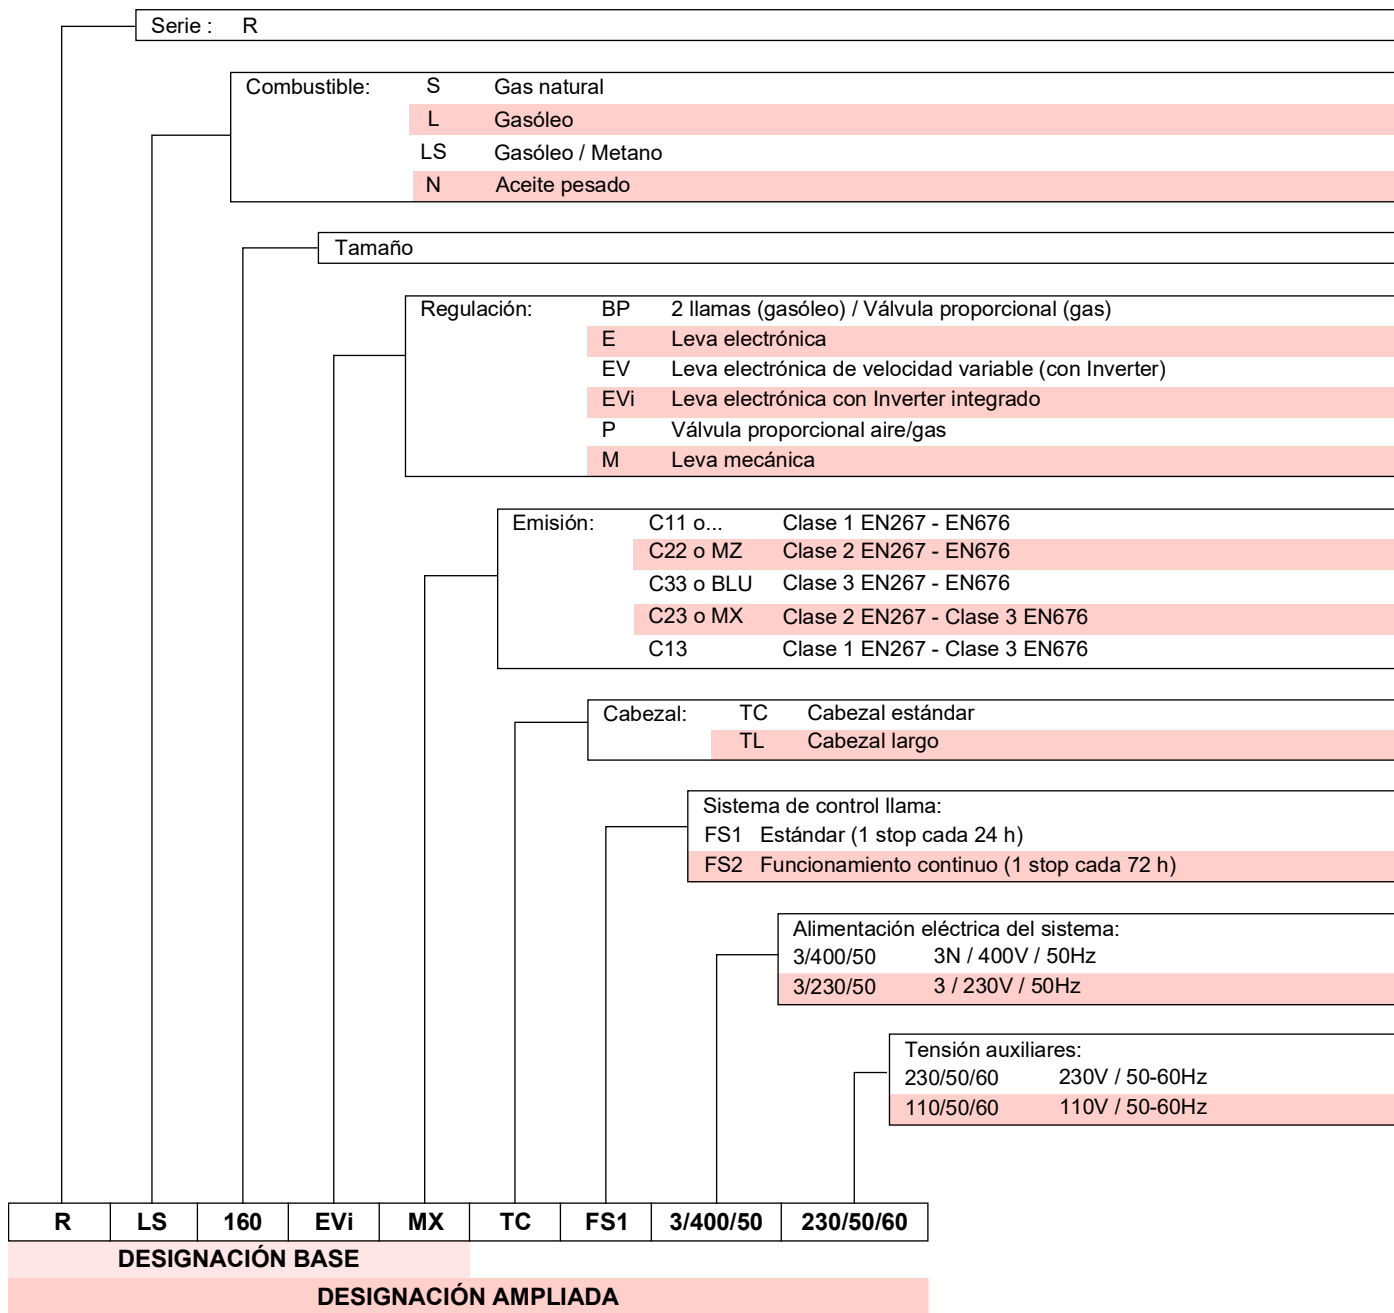 Serie : R
Combustible: S Gas natural
L Gasóleo
LS Gasóleo / Metano
N Aceite pesado
Tamaño
Regulación: BP 2 llamas (gasóleo) / Válvula proporcional (gas)
E Leva electrónica
EV Leva electrónica de velocidad variable (con Inverter)
EVi Leva electrónica con Inverter integrado
P Válvula proporcional aire/gas
M Leva mecánica
Emisión: C11 o... Clase 1 EN267 - EN676
C22 o MZ Clase 2 EN267 - EN676
C33 o BLU Clase 3 EN267 - EN676
C23 o MX Clase 2 EN267 - Clase 3 EN676
C13 Clase 1 EN267 - Clase 3 EN676
Cabezal: TC Cabezal estándar
TL Cabezal largo
Sistema de control llama:
FS1 Estándar (1 stop cada 24 h)
FS2 Funcionamiento continuo (1 stop cada 72 h)
Alimentación eléctrica del sistema:
3/400/50 3N / 400V / 50Hz
3/230/50 3 / 230V / 50Hz
Tensión auxiliares:
230/50/60 230V / 50-60Hz
110/50/60 110V / 50-60Hz
R LS 160 EVi MX TC FS1 3/400/50 230/50/60
DESIGNACIÓN BASE
DESIGNACIÓN AMPLIADA